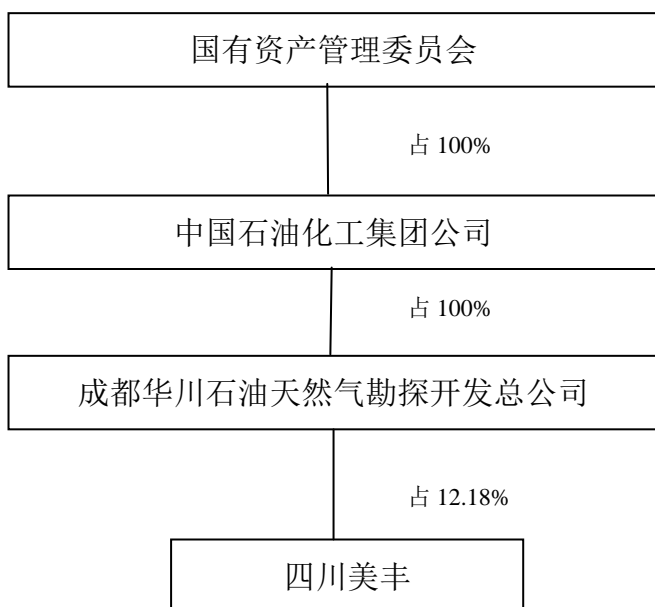 国有资产管理委员会
占 100%
中国石油化工集团公司
占 100%
成都华川石油天然气勘探开发总公司
占 12.18%
四川美丰